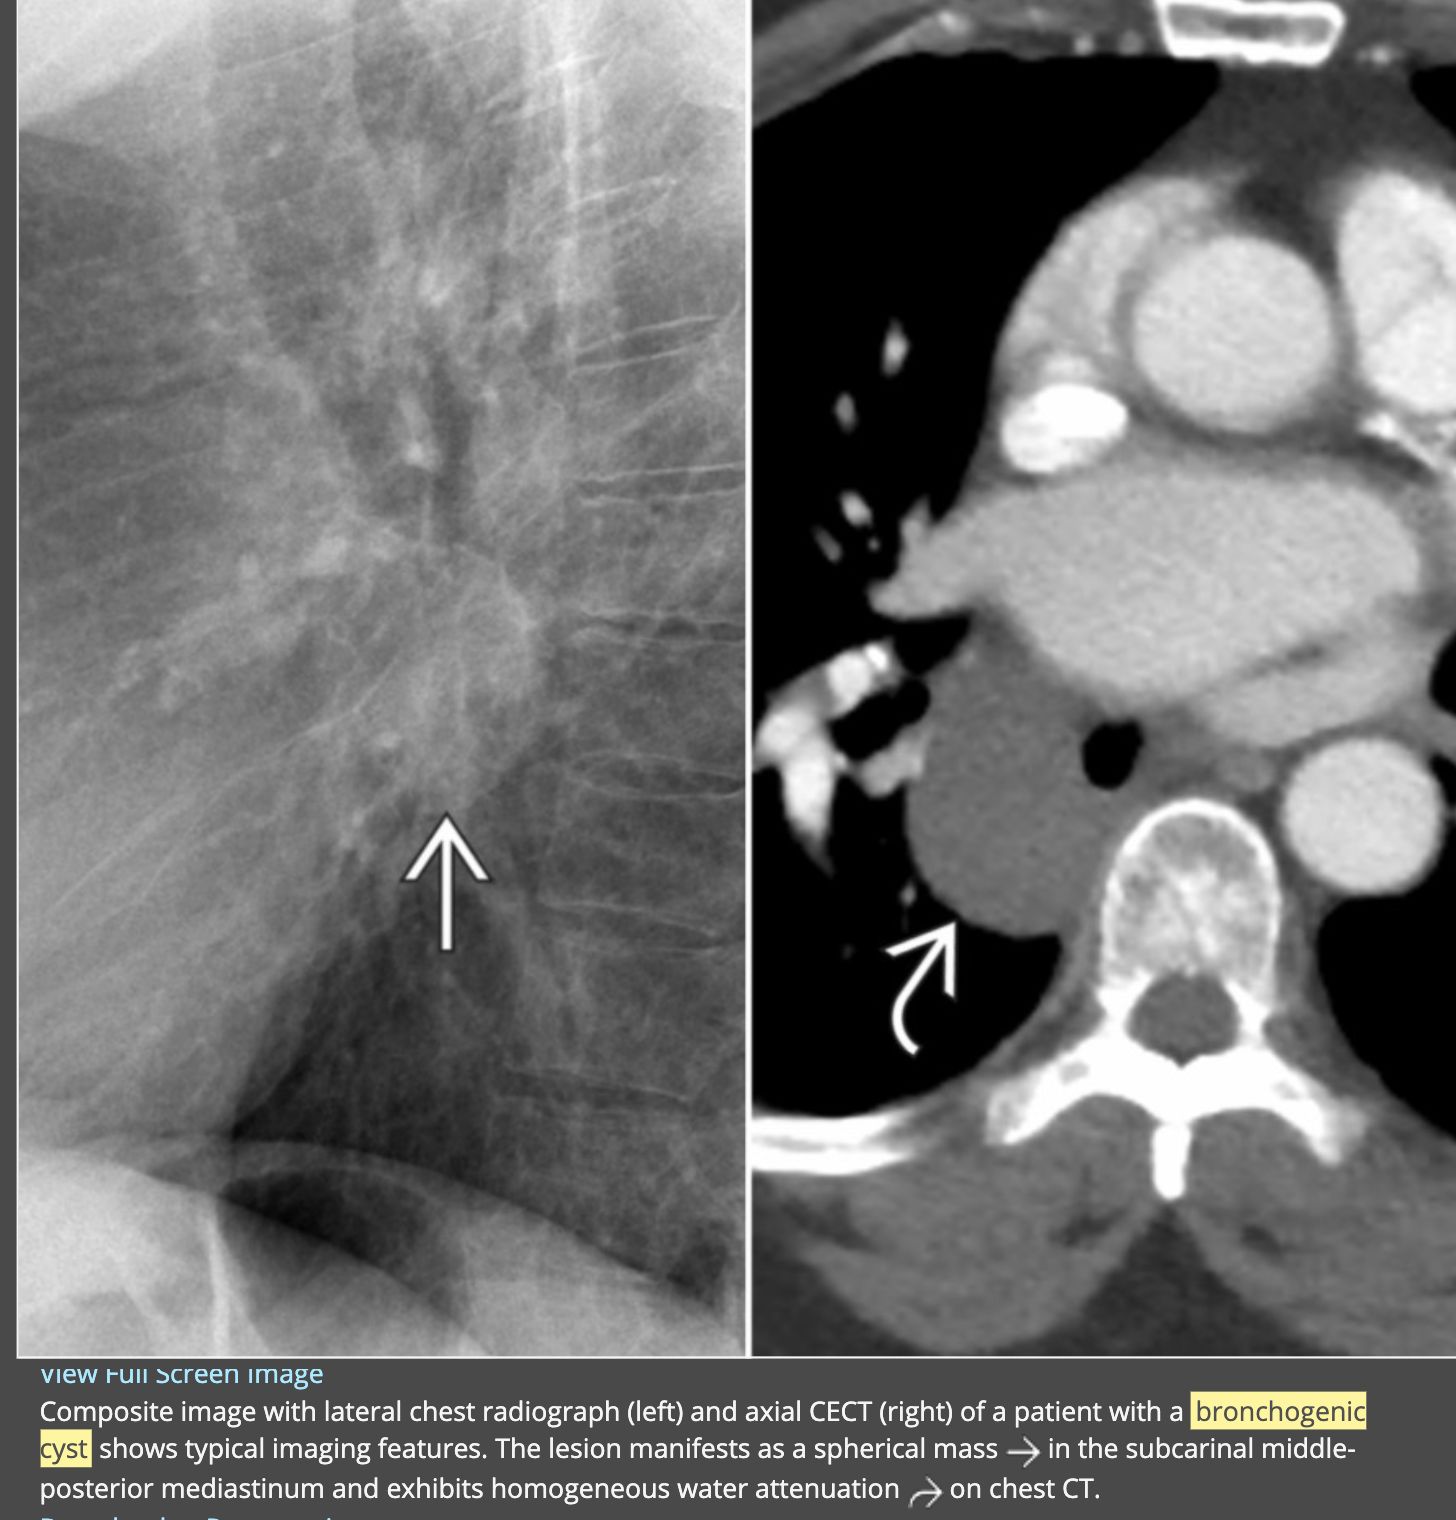 View Full Screen Image
Composite image with lateral chest radiograph (left) and axial CECT (right) of a patient with a bronchogenic
cyst shows typical imaging features. The lesion manifests as a spherical mass → in the subcarinal middle-
posterior mediastinum and exhibits homogeneous water attenuation ↷ on chest CT.